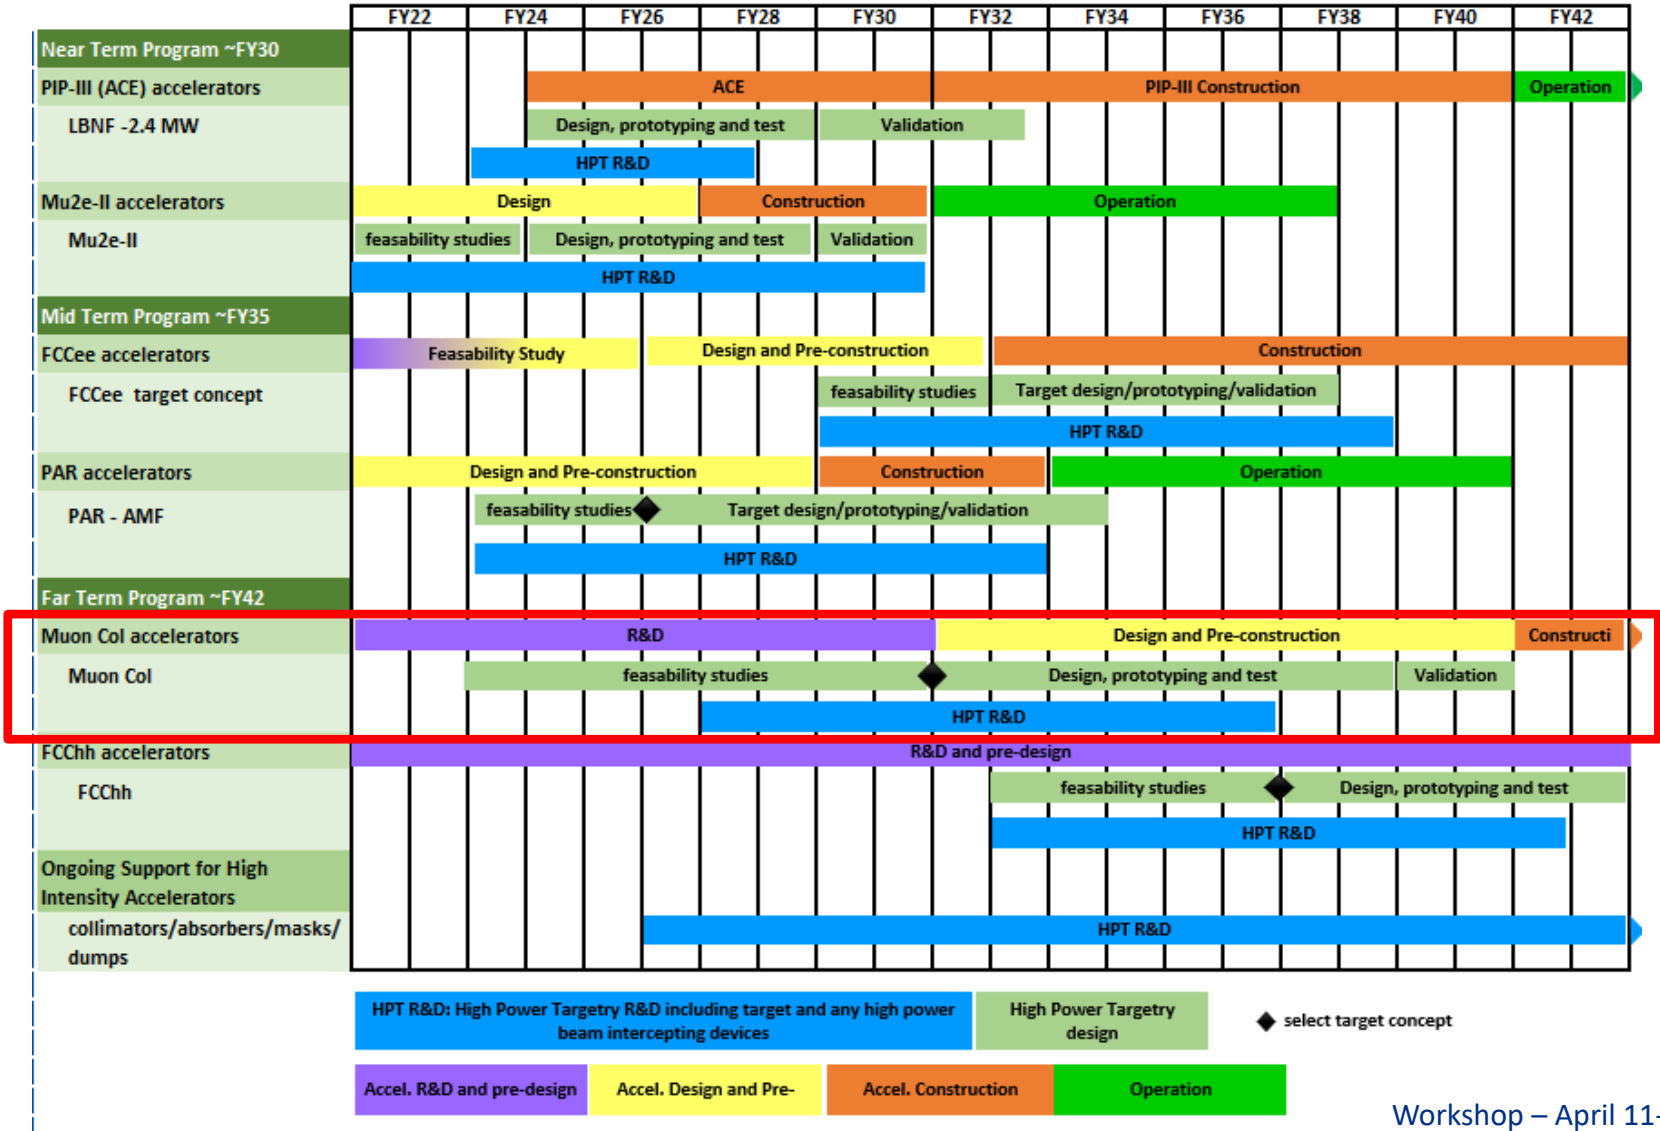 FY22 FY24 FY26 FY28 FY30 FY32 FY34 FY36 FY38 FY40 FY42
Near Term Program ~FY30
PIP-III (ACE) accelerators ACE PIP-III Construction Operation
LBNF -2.4 MW Design, prototyping and test Validation
HPT R&D
Mu2e-II accelerators Design Construction Operation
Mu2e-II feasability studies Design, prototyping and test Validation
HPT R&D
Mid Term Program ~FY35
FCCee accelerators Feasability Study Design and Pre-construction Construction
FCCee target concept feasability studies Target design/prototyping/validation
HPT R&D
PAR accelerators Design and Pre-construction Construction Operation
PAR - AMF feasability studies Target design/prototyping/validation
HPT R&D
Far Term Program ~FY42
Muon Col accelerators R&D Design and Pre-construction Constructi
Muon Col feasability studies Design, prototyping and test Validation
HPT R&D
FCChh accelerators R&D and pre-design
FCChh feasability studies Design, prototyping and test
HPT R&D
Ongoing Support for High
Intensity Accelerators
collimators/absorbers/masks/ HPT R&D
dumps
HPT R&D: High Power Targetry R&D including target and any high power
beam intercepting devices
High Power Targetry
design
select target concept
Accel. R&D and pre-design Accel. Design and Pre- Accel. Construction Operation
Workshop – April 11-